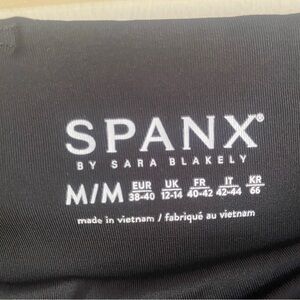 SPANX®
BY SARA BLAKELY
M/M EUR 38-40 UK 12-14 FR 40-42 IT 42-44 KR 66
made in vietnam / fabriqué au vietnam